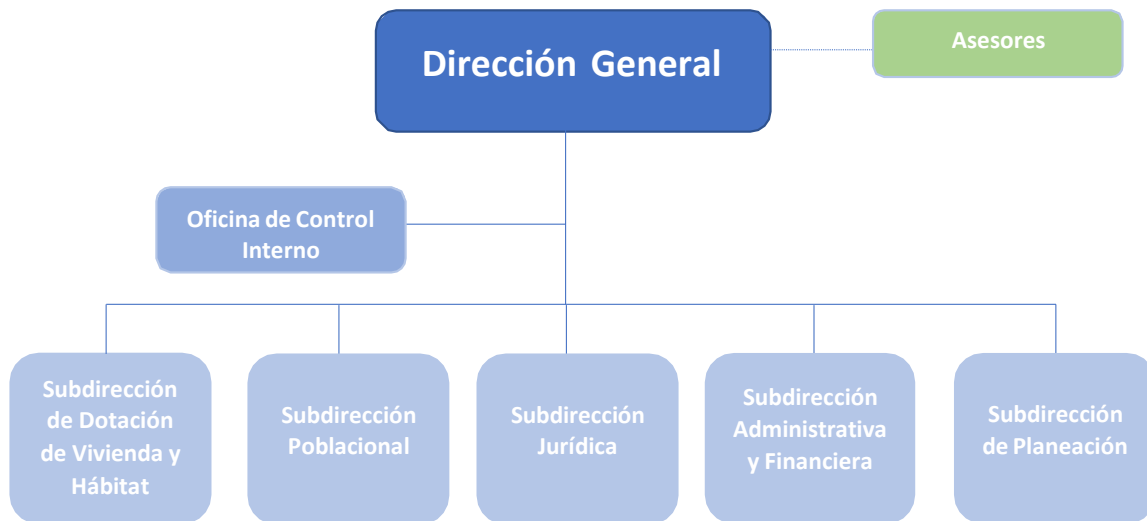 Dirección General
Asesores
Oficina de Control
Interno
Subdirección
de Dotación
de Vivienda y
Hábitat
Subdirección
Poblacional
Subdirección
Jurídica
Subdirección
Administrativa
y Financiera
Subdirección
de Planeación